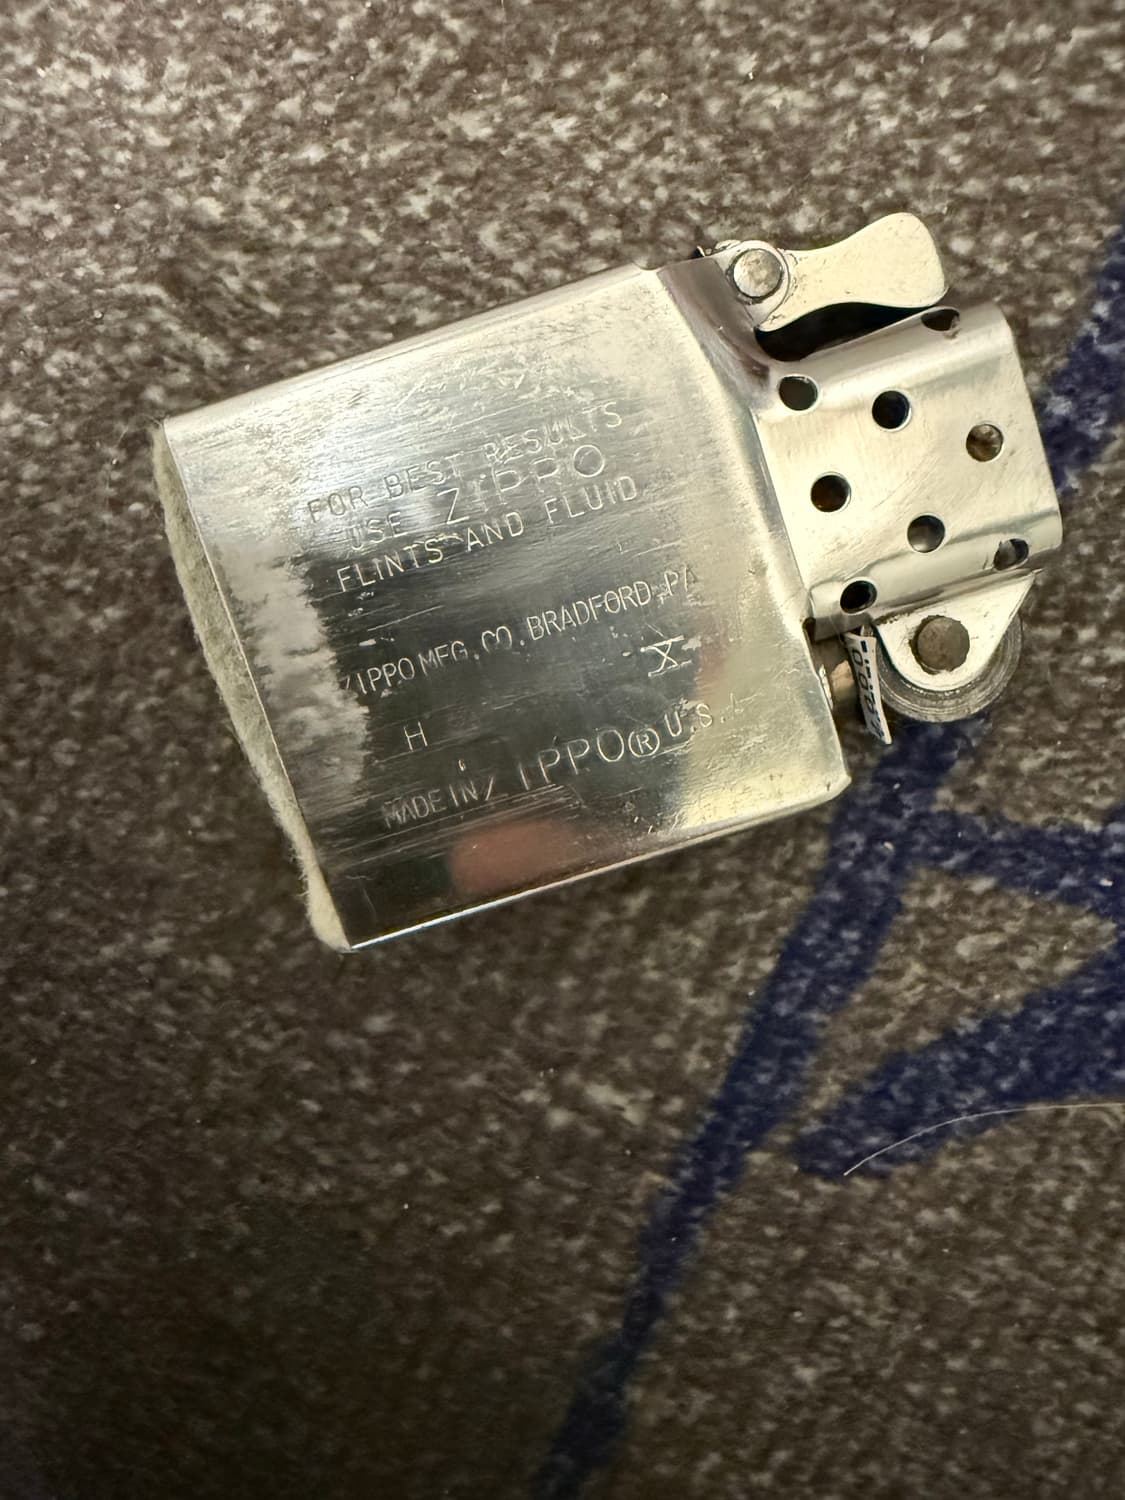 FOR BEST RESULTS
USE ZIPPO
FLINTS AND FLUID
ZIPPO MFG. CO. BRADFORD, PA
X
H
MADE IN ZIPPO® U.S.